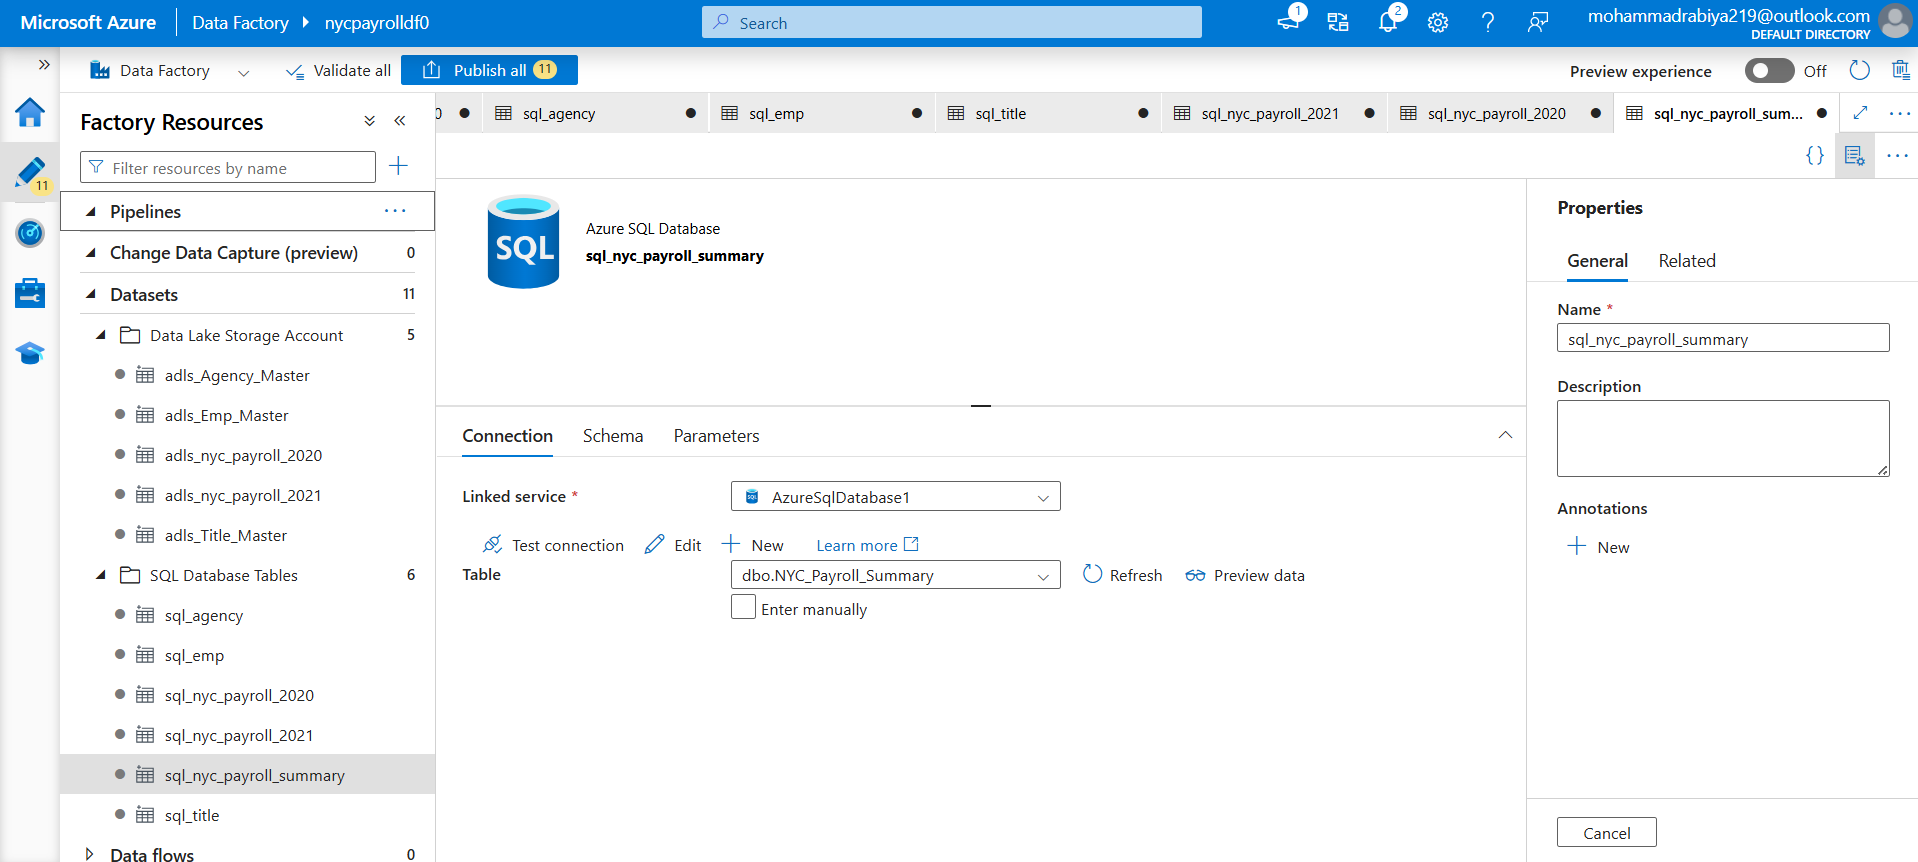 Microsoft Azure
Data Factory
nycpayrolldf0
Search
1
2
mohammadrabiya219@outlook.com
DEFAULT DIRECTORY
Data Factory
Validate all
Publish all
11
Preview experience
Off
11
Factory Resources
Filter resources by name
Pipelines
Change Data Capture (preview)
0
Datasets
11
Data Lake Storage Account
5
adls_Agency_Master
adls_Emp_Master
adls_nyc_payroll_2020
adls_nyc_payroll_2021
adls_Title_Master
SQL Database Tables
6
sql_agency
sql_emp
sql_nyc_payroll_2020
sql_nyc_payroll_2021
sql_nyc_payroll_summary
sql_title
Data flows
0
0
sql_agency
sql_emp
sql_title
sql_nyc_payroll_2021
sql_nyc_payroll_2020
sql_nyc_payroll_sum...
{}
SQL
Azure SQL Database
sql_nyc_payroll_summary
Connection
Schema
Parameters
Linked service *
AzureSqlDatabase1
Test connection
Edit
New
Learn more
Table
dbo.NYC_Payroll_Summary
Refresh
Preview data
Enter manually
Properties
General
Related
Name *
sql_nyc_payroll_summary
Description
Annotations
New
Cancel